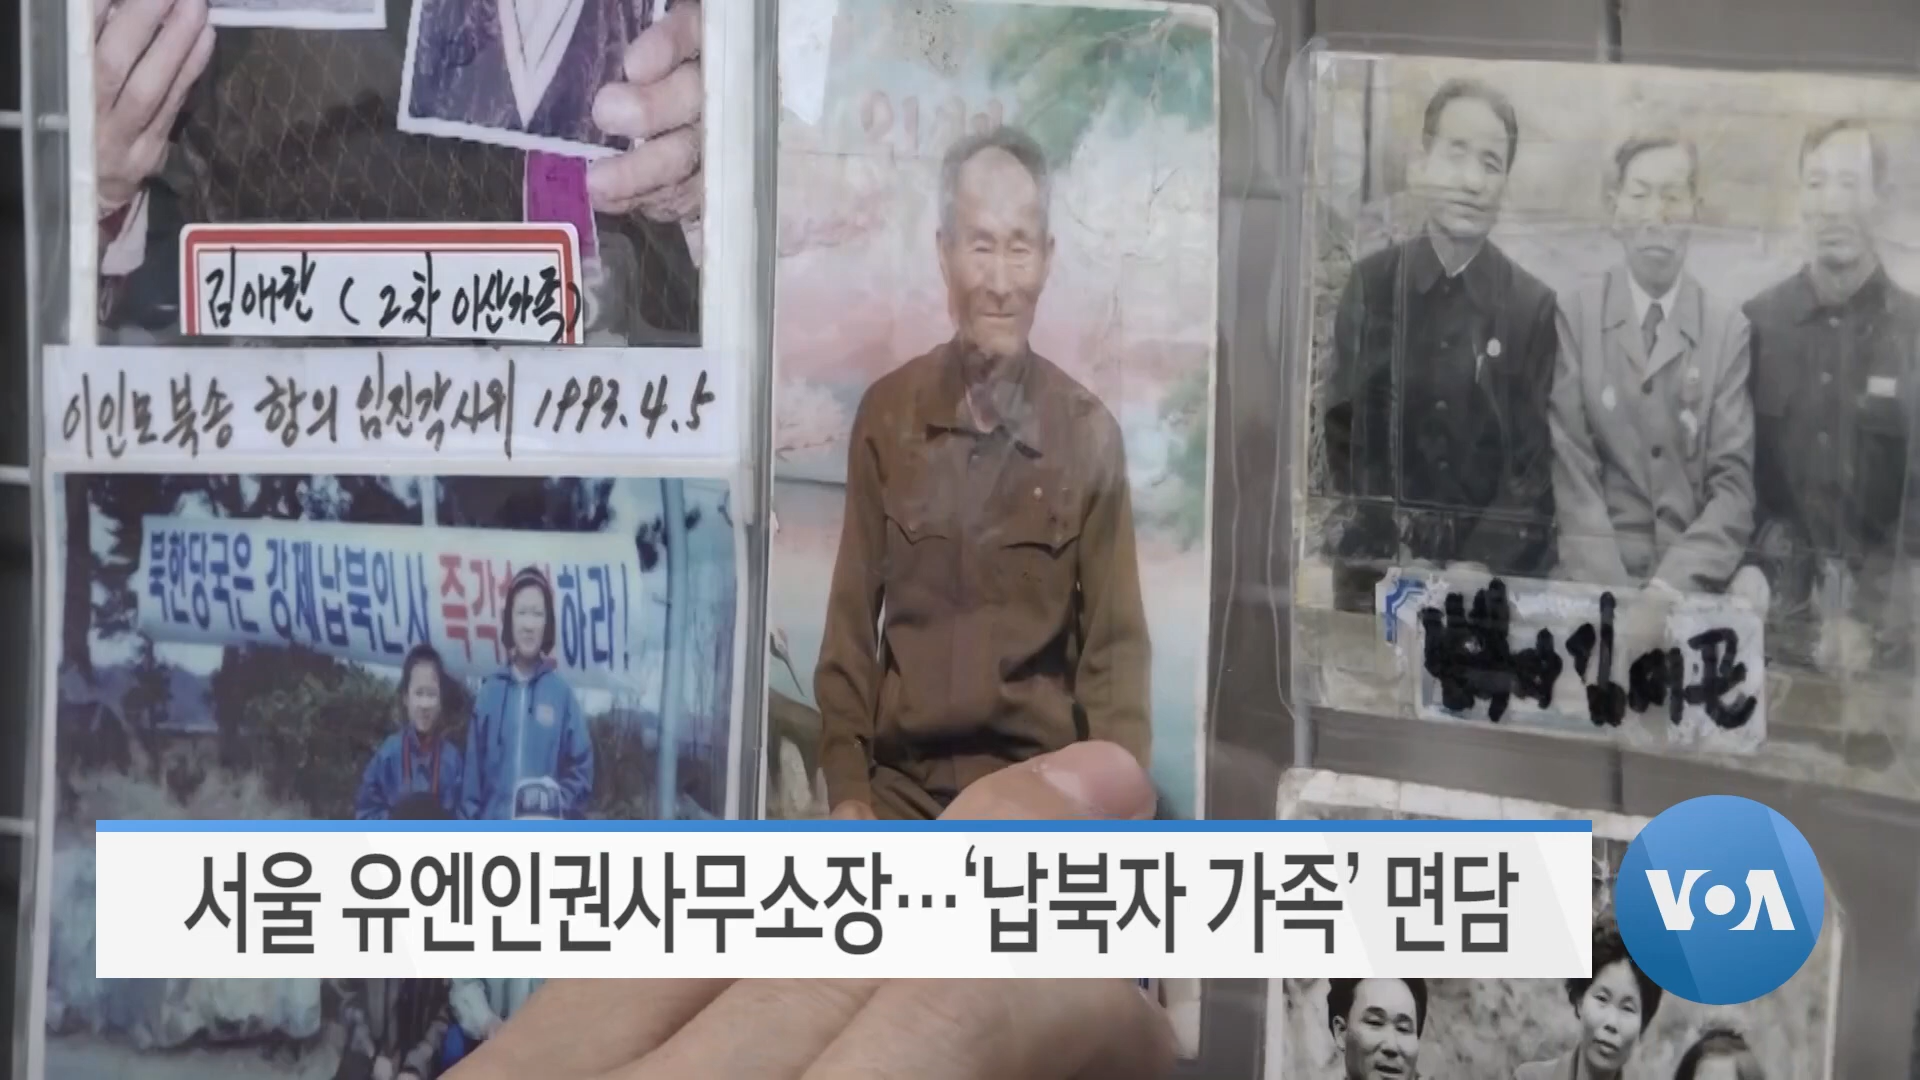 김애란 ( 2차 이산가족)
이인모 북송 항의 임진각 시위 1993.4.5
북한당국은 강제납북인사 즉각 하라!
서울 유엔인권사무소장…‘납북자 가족’ 면담
VOA